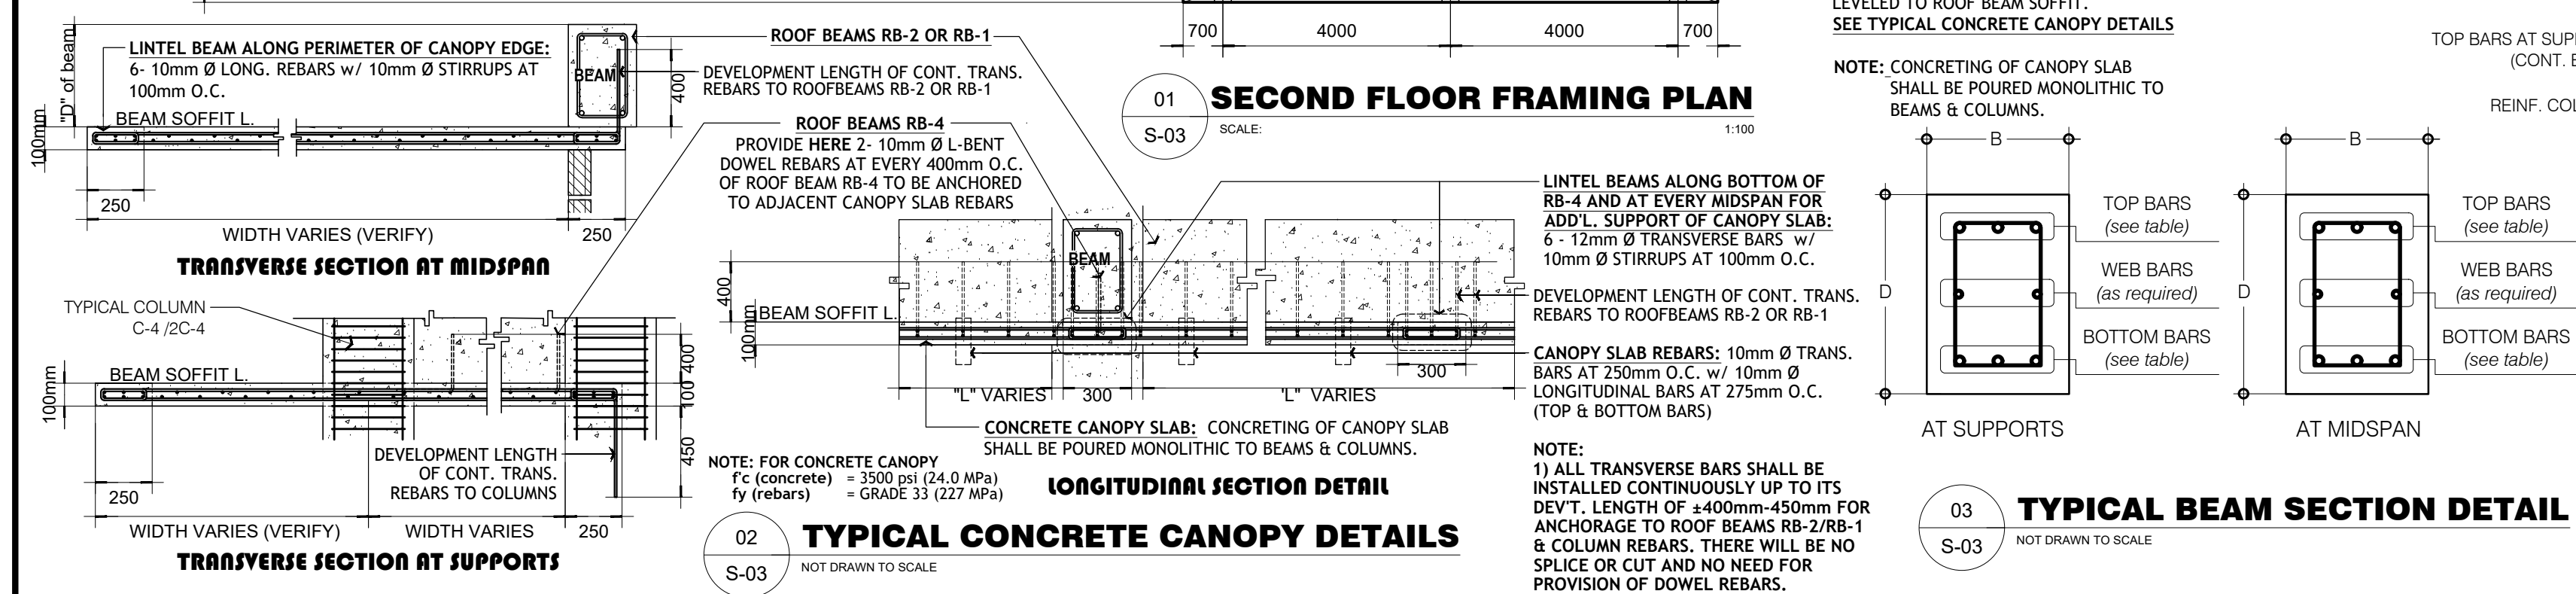 "D" of beam
LINTEL BEAM ALONG PERIMETER OF CANOPY EDGE:
6- 10mm Ø LONG. REBARS w/ 10mm Ø STIRRUPS AT
100mm O.C.
BEAM SOFFIT L.
100mm
BEAM
400
250
WIDTH VARIES (VERIFY)
250
TRANSVERSE SECTION AT MIDSPAN
ROOF BEAMS RB-2 OR RB-1
DEVELOPMENT LENGTH OF CONT. TRANS.
REBARS TO ROOFBEAMS RB-2 OR RB-1
ROOF BEAMS RB-4
PROVIDE HERE 2- 10mm Ø L-BENT
DOWEL REBARS AT EVERY 400mm O.C.
OF ROOF BEAM RB-4 TO BE ANCHORED
TO ADJACENT CANOPY SLAB REBARS
TYPICAL COLUMN
C-4 /2C-4
BEAM SOFFIT L.
100mm
400
100
450
DEVELOPMENT LENGTH
OF CONT. TRANS.
REBARS TO COLUMNS
250
WIDTH VARIES (VERIFY)
WIDTH VARIES
250
TRANSVERSE SECTION AT SUPPORTS
700
4000
4000
700
01
S-03
SECOND FLOOR FRAMING PLAN
SCALE:
1:100
BEAM
400
BEAM SOFFIT L.
100mm
"L" VARIES
300
"L" VARIES
300
LINTEL BEAMS ALONG BOTTOM OF
RB-4 AND AT EVERY MIDSPAN FOR
ADD'L. SUPPORT OF CANOPY SLAB:
6 - 12mm Ø TRANSVERSE BARS w/
10mm Ø STIRRUPS AT 100mm O.C.
DEVELOPMENT LENGTH OF CONT. TRANS.
REBARS TO ROOFBEAMS RB-2 OR RB-1
CANOPY SLAB REBARS: 10mm Ø TRANS.
BARS AT 250mm O.C. w/ 10mm Ø
LONGITUDINAL BARS AT 275mm O.C.
(TOP & BOTTOM BARS)
CONCRETE CANOPY SLAB: CONCRETING OF CANOPY SLAB
SHALL BE POURED MONOLITHIC TO BEAMS & COLUMNS.
NOTE: FOR CONCRETE CANOPY
f'c (concrete) = 3500 psi (24.0 MPa)
fy (rebars) = GRADE 33 (227 MPa)
LONGITUDINAL SECTION DETAIL
02
S-03
TYPICAL CONCRETE CANOPY DETAILS
NOT DRAWN TO SCALE
NOTE:
1) ALL TRANSVERSE BARS SHALL BE
INSTALLED CONTINUOUSLY UP TO ITS
DEV'T. LENGTH OF ±400mm-450mm FOR
ANCHORAGE TO ROOF BEAMS RB-2/RB-1
& COLUMN REBARS. THERE WILL BE NO
SPLICE OR CUT AND NO NEED FOR
PROVISION OF DOWEL REBARS.
LEVELED TO ROOF BEAM SOFFIT.
SEE TYPICAL CONCRETE CANOPY DETAILS
NOTE: CONCRETING OF CANOPY SLAB
SHALL BE POURED MONOLITHIC TO
BEAMS & COLUMNS.
TOP BARS AT
(CONT.
REINF.
B
D
TOP BARS
(see table)
WEB BARS
(as required)
BOTTOM BARS
(see table)
AT SUPPORTS
B
D
TOP BARS
(see table)
WEB BARS
(as required)
BOTTOM BARS
(see table)
AT MIDSPAN
03
S-03
TYPICAL BEAM SECTION DETAIL
NOT DRAWN TO SCALE